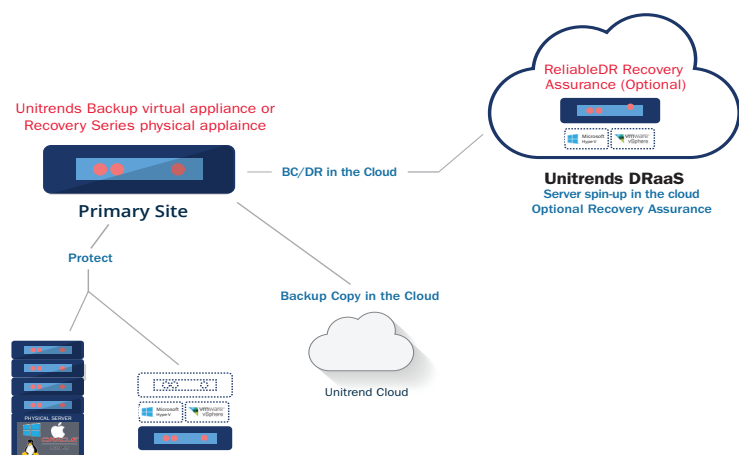 ReliableDR Recovery
Assurance (Optional)
Microsoft
Hyper-V
vmware
vSphere
Unitrends DRaaS
Server spin-up in the cloud
Optional Recovery Assurance
Unitrends Backup virtual appliance or
Recovery Series physical applaince
BC/DR in the Cloud
Primary Site
Protect
Backup Copy in the Cloud
Unitrend Cloud
PHYSICAL SERVER
ORACLE
Microsoft
Hyper-V
vmware
vSphere